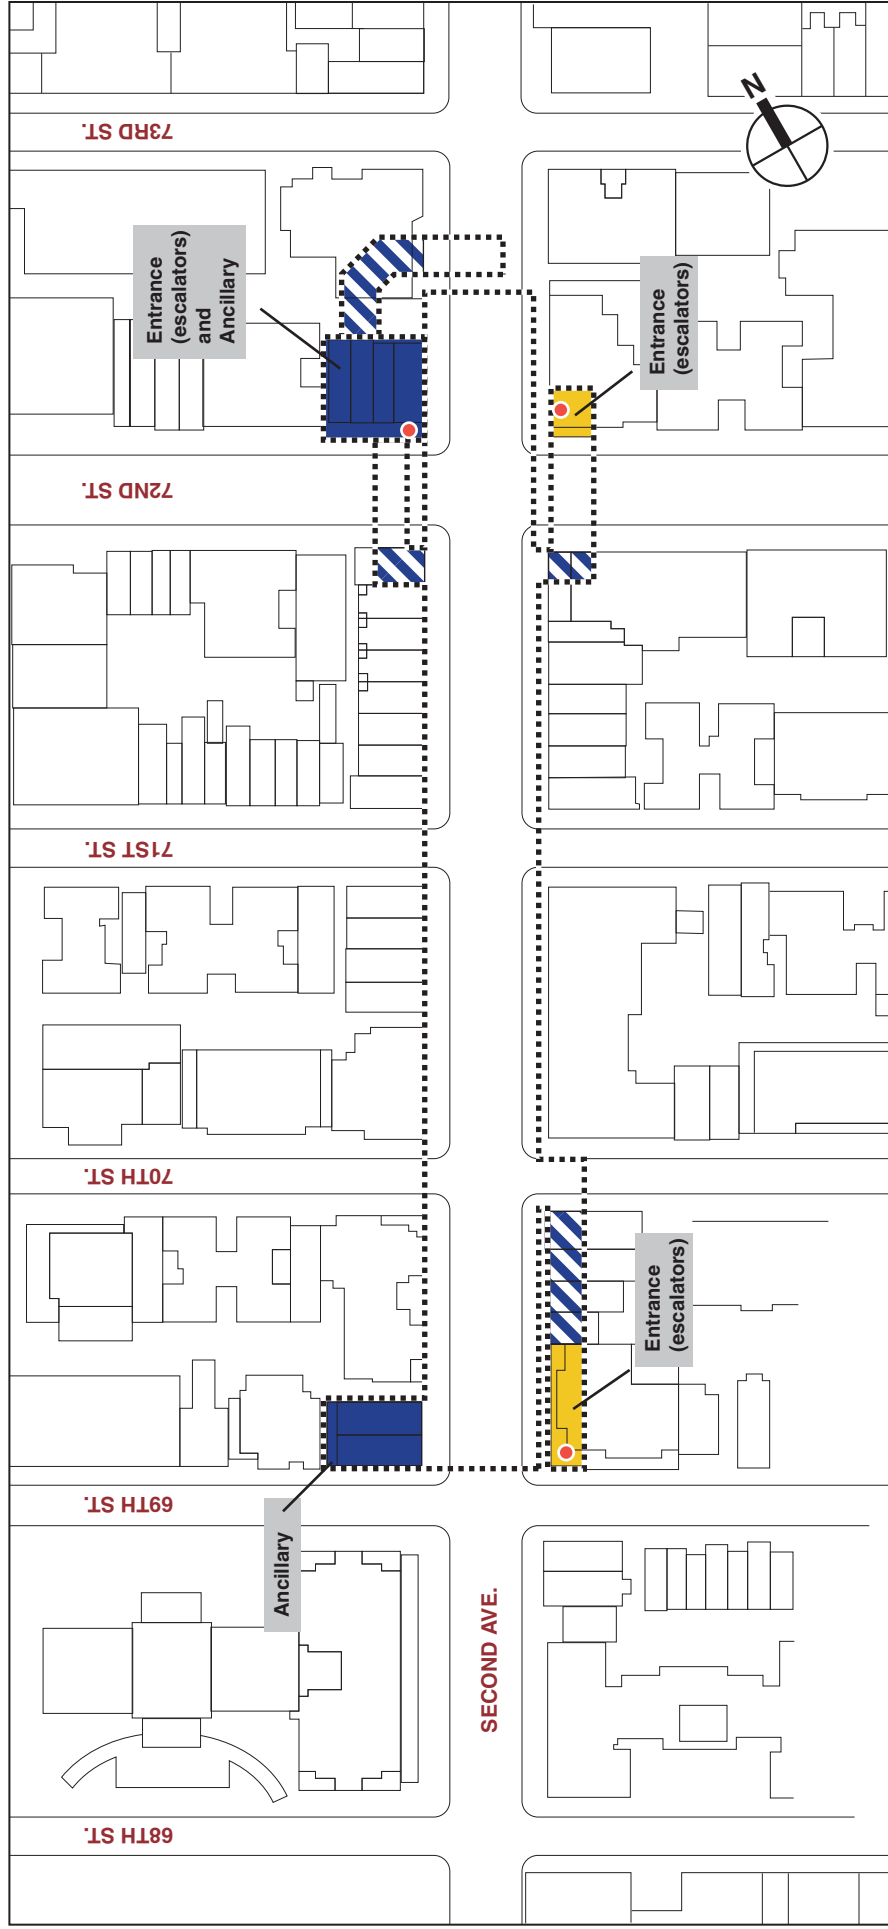 73RD ST.
N
Entrance
(escalators)
and
Ancillary
Entrance
(escalators)
72ND ST.
71ST ST.
70TH ST.
Entrance
(escalators)
69TH ST.
Ancillary
SECOND AVE.
68TH ST.